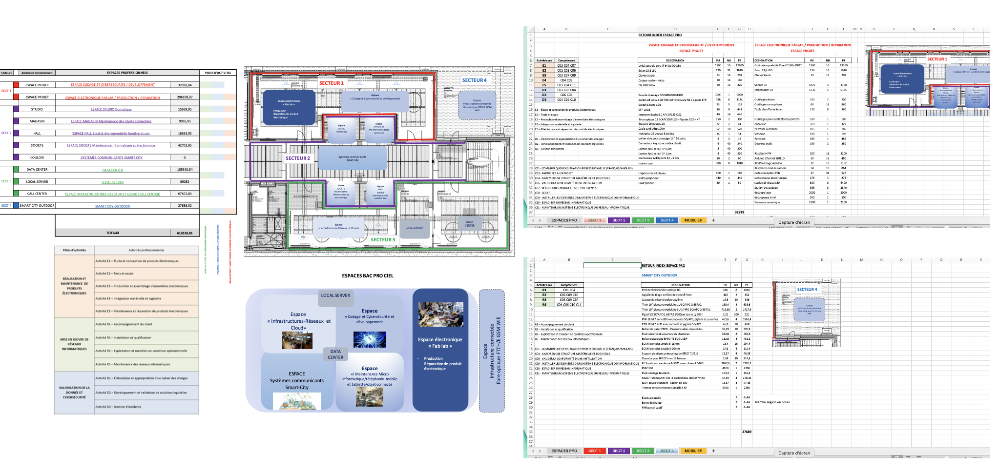 Secteurs Anciennes dénominations ESPACES PROFESSIONNELS POLES D'ACTIVITES
SECT 1
ESPACE PROJET ESPACE CODAGE ET CYBERSECURITE / DEVELOPPEMENT 32938,84
ESPACE PROJET ESPACE ELECTRONIQUE FABLAB / PRODUCTION / REPARATION 206108,97
STUDIO ESPACE STUDIO Domotique 15369,95
MAGASIN ESPACE MAGASIN Maintenance des objets connectées 9936,95
SECT 2
HALL ESPACE HALL Société évenementielle lumière et son 16363,95
SOCIETE ESPACE SOCIETE Maintenance Informatique et électronique 42703,95
COULOIR SYSTEMES COMMUNICANTS SMART CITY 0
DATA CENTER DATA CENTER 105915,84
SECT 3
LOCAL SERVER LOCAL SERVER 89082
CALL CENTER ESPACE INFRASTRUCTURES-RESEAUX ET CLOUD (CALL CENTER) 67401,84
SECT 4 SMART CITY OUTDOOR SMART CITY OUTDOOR 27688,52
TOTAUX 613510,81
MISE EN ŒUVRE DE RÉSEAUX INFORMATIQUES
VALORISATION DE LA DONNÉE ET CYBERSÉCURITÉ
RÉALISATION ET MAINTENANCE DE PRODUITS ÉLECTRONIQUES
Pôles d'activités Activités professionnelles
RÉALISATION ET MAINTENANCE DE PRODUITS ÉLECTRONIQUES
Activité E1 – Étude et conception de produits électroniques
Activité E2 – Tests et essais
Activité E3 – Production et assemblage d'ensembles électroniques
Activité E4 – Intégration matérielle et logicielle
Activité E5 – Maintenance et réparation de produits électroniques
MISE EN ŒUVRE DE RÉSEAUX INFORMATIQUES
Activité R1 – Accompagnement du client
Activité R2 – Installation et qualification
Activité R3 – Exploitation et maintien en condition opérationnelle
Activité R5 – Maintenance des réseaux informatiques
VALORISATION DE LA DONNÉE ET CYBERSÉCURITÉ
Activité D1 – Élaboration et appropriation d'un cahier des charges
Activité D2 – Développement et validation de solutions logicielles
Activité D3 – Gestion d'incidents
SECTEUR 1
SECTEUR 4
Espace électronique
« Fab lab »
- Production
- Réparation de produit électronique
Espace
« Codage et Cybersécurité et développement
Espace
Infrastructure connectée
fibre optique FTTH/E GSM
Wifi
Espace
STUDIO
Domotique
Espace
MAGASIN
Maintenance Objets
connectés
SECTEUR 2
Systèmes communicants
Smart-City
Espace
SOCIETE
Maintenance
Informatique et
électronique
Espace
HALL
Société
évenementielle
Lumière Son
Espace
« Infrastructures-Réseaux et Cloud»
LOCAL SERVEUR
DATA
CENTER
SECTEUR 3
ESPACES BAC PRO CIEL
LOCAL SERVER
Espace
« Infrastructures-Réseaux et
Cloud»
Espace
« Codage et Cybersécurité et
développement
DATA
CENTER
ESPACE
Systèmes communicants
Smart-City
Espace
«i Maintenance Micro
informatique/téléphonie mobile
et tablette/objet connecté
Espace électronique
« Fab lab »
- Production
- Réparation de produit
électronique
Espace
Infrastructure connectée
fibre optique FTTH/E GSM Wifi
A B C D E F G H I J K L M N O P Q R S T
RETOUR INDEX ESPACE PRO
ESPACE CODAGE ET CYBERSECURITE / DEVELOPPEMENT ESPACE ELECTRONIQUE FABLAB / PRODUCTION / REPARATION
ESPACE PROJET ESPACE PROJET
Activités pro Compétences DESIGNATION PU NB PT DESIGNATION PU NB PT
E1 C03 C04 C07 Unité centrale core I7 64Go DD 2To 1100 16 17600 Ordinateur portable Core I 7 16Go DD1T 1200 16 19200
E2 C01 C03 C06 Ecran 23,8 LED 120 32 3840 Ecran 23,8 LED 120 16 1920
E3 C03 C07 C09 Clavier Souris 13 16 208 Clavier Souris 13 16 208
E4 C04 C09 Casque audio + micro 10 16 160
E5 C01 C04 C11 Clé USB 32Go 20 16 320 Sanner 3D 1875 2 3750
D1 C01 C03 C04 Imprimante 3D 1235 5 6175
D2 C06 C08 Baie de brassage 42U 800x600x1800 1000 1 1000
D3 C04 C06 C10 Switch 24 ports 1 GB POE Administrable N2 + 2 ports SFP 398 8 3184 Outillages divers 100 2 200
Switch 5 ports 1GB 23 5 115 Outillages smartphone 60 16 960
E1 – Étude et conception de produits électroniques SFP 10GB 56 8 448 Table chauffante écran 120 8 960
E2 – Tests et essais Jarretiere duplex SC APC 9/125 OS2 40 16 640
E3 – Production et assemblage d'ensembles électroniques Tiroir optique 12 SCAPC DUPLEX + Pigtails OS2 + K7 150 2 300 Outillages pour outils électro portatifs 100 1 100
E4 – Intégration matérielle et logicielle Etagere 19 pouces 2U 22 2 44 Ponceuse 329 1 329
E5 – Maintenance et réparation de produits électroniques Cable cat6 s/ftp 100m 52 10 520 Perceuse à colonne 185 1 185
multiprise 19 pouces 8 sorties 34 1 34 Visseuse 190 1 190
D1 – Élaboration et appropriation d'un cahier des charges boitier vide pour brassage 19 " 16 ports 8 2 16 Perceuse 485 1 485
D2 – Développement et validation de solutions logicielles Connecteur keystone cat6ea blindé 6 40 240 Desserte outils 190 2 380
D3 – Gestion d'incidents Cordon RJ45 cat 6 FTP 0,5m 5 40 200
Cordon RJ45 cat 6 FTP 1,5m 8 40 320 Raspberry PI4 200 16 3200
point accès Wifi type N 2,4 - 5 Ghz 30 2 60 Arduino Ethernet SHIELD 30 16 480
routeur vpn 380 8 3040 Kit démarrage Arduino 72 16 1152
C01 - COMMUNIQUER EN SITUATION PROFESSIONNELLE (FRANÇAIS/ANGLAIS) Raspberry module caméra 54 16 864
C03 - PARTICIPER A UN PROJET Imprimante NB réseau 160 1 160 carte conception PCB 17 31 527
C04 - ANALYSER UNE STRUCTURE MATÉRIELLE ET LOGICIELLE Vidéo projecteur 440 1 440 compresseur pneumatique 275 1 275
C06 - VALIDER LA CONFORMITÉ D'UNE INSTALLATION Haut parleur 50 1 50 station air chaud 180 800 8 6400
C07 - RÉALISER DES MAQUETTES ET PROTOTYPES Station de soudage 355 8 2840
C08 - CODER découpe laser 2000 1 2000
C09 - INSTALLER LES ÉLÉMENTS D'UN SYSTÈME ÉLECTRONIQUE OU INFORMATIQUE découpeuse vinyl 500 1 500
C10 - EXPLOITER UN RÉSEAU INFORMATIQUE Fraiseuse numérique 2200 1 2200
C11 - MAINTENIR UN SYSTÈME ÉLECTRONIQUE OU RÉSEAU INFORMATIQUE
32939
SECTEUR 1
Espace électronique
« Fab lab »
- Production
- Réparation de produit
électronique
ESPACES PRO SECT 1 SECT 2 SECT 3 SECT 4 MOBILIER +
Capture d'écran
A B C D E F G H I J K L M N O P Q R S
RETOUR INDEX ESPACE PRO
SMART CITY OUTDOOR
Activités pro Compétences DESIGNATION PU NB PT
R1 C01 C04 Pack technicien fibre optique D3 606 8 4848
R2 C06 C09 C10 Aiguille de tirage en fibre de verre Ø7mm 426 2 852
R3 C06 C09 C10 Casque de sécurité polypropylène 16,8 20 336
R5 C04 C06 C10 C11 Tiroir 19" pivotant modulaire 1U SC/APC G.657A2 158,4 4 633,6
Tiroir 19" pivotant modulaire 3U 144FO SC/APC G.657A2 713,95 2 1427,9
Pigtail SX SC/APC G.657A2 Ø900µm Jaune Lg 0,8m 2,21 100 221
PMI ELINE® série 80 avec raccords SC/APC, pigtails et cassettes 465,6 4 1862,4
R1 – Accompagnement du client PTO ELINE® 4FO avec raccords et pigtails SC/APC 46,8 10 468
R2 – Installation et qualification Boîtier de palier PBPO - Plusieurs tailles disponibles 39,59 10 395,9
R3 – Exploitation et maintien en condition opérationnelle Pack sécurité et ouverture de chambres 382,8 2 765,6
R5 – Maintenance des réseaux informatiques Boîtier épissurage BPEO T1 EVOL CDP 112,8 4 451,2
ECAM complet simple 5-18mm 18,4 16 294,4
C01 - COMMUNIQUER EN SITUATION PROFESSIONNELLE (FRANÇAIS/ANGLAIS) ECAM complet double 5-20mm 27,6 4 110,4
C04 - ANALYSER UNE STRUCTURE MATÉRIELLE ET LOGICIELLE Support plastique poteau/façade BPEO T1/1.5 11,57 4 46,28
C06 - VALIDER LA CONFORMITÉ D'UNE INSTALLATION Cassette pour BPEO 5mm 12 fusions 2,68 80 214,4
C09 - INSTALLER LES ÉLÉMENTS D'UN SYSTÈME ÉLECTRONIQUE OU INFORMATIQUE Kit Sumitomo soudeuse T-502S avec cliveur FC-8RF 3897,6 2 7795,2
C10 - EXPLOITER UN RÉSEAU INFORMATIQUE PMZ 360 4200 1 4200
C11 - MAINTENIR UN SYSTÈME ÉLECTRONIQUE OU RÉSEAU INFORMATIQUE Pack cerclage feuillard - 152,4 1 152,4
SB207 Telenco AISI 430 : Feuillard inox (20 x 0,7mm) 44,59 4 178,36
B20 : Boucle standard - Sachet de 100 11,87 4 47,48
Testeur de transmission SignalTEK NT 2388 1 2388
Eclairage public 2 AuRA
Borne de charge 2 AuRA Marché région en cours
Wifi portail captif 2 AuRA
27689
SECTEUR 4
Espace
Infrastructure connectée
fibre optique FTTH/E GSM
Wifi
ESPACES PRO SECT 1 SECT 2 SECT 3 SECT 4 MOBILIER +
Capture d'écran